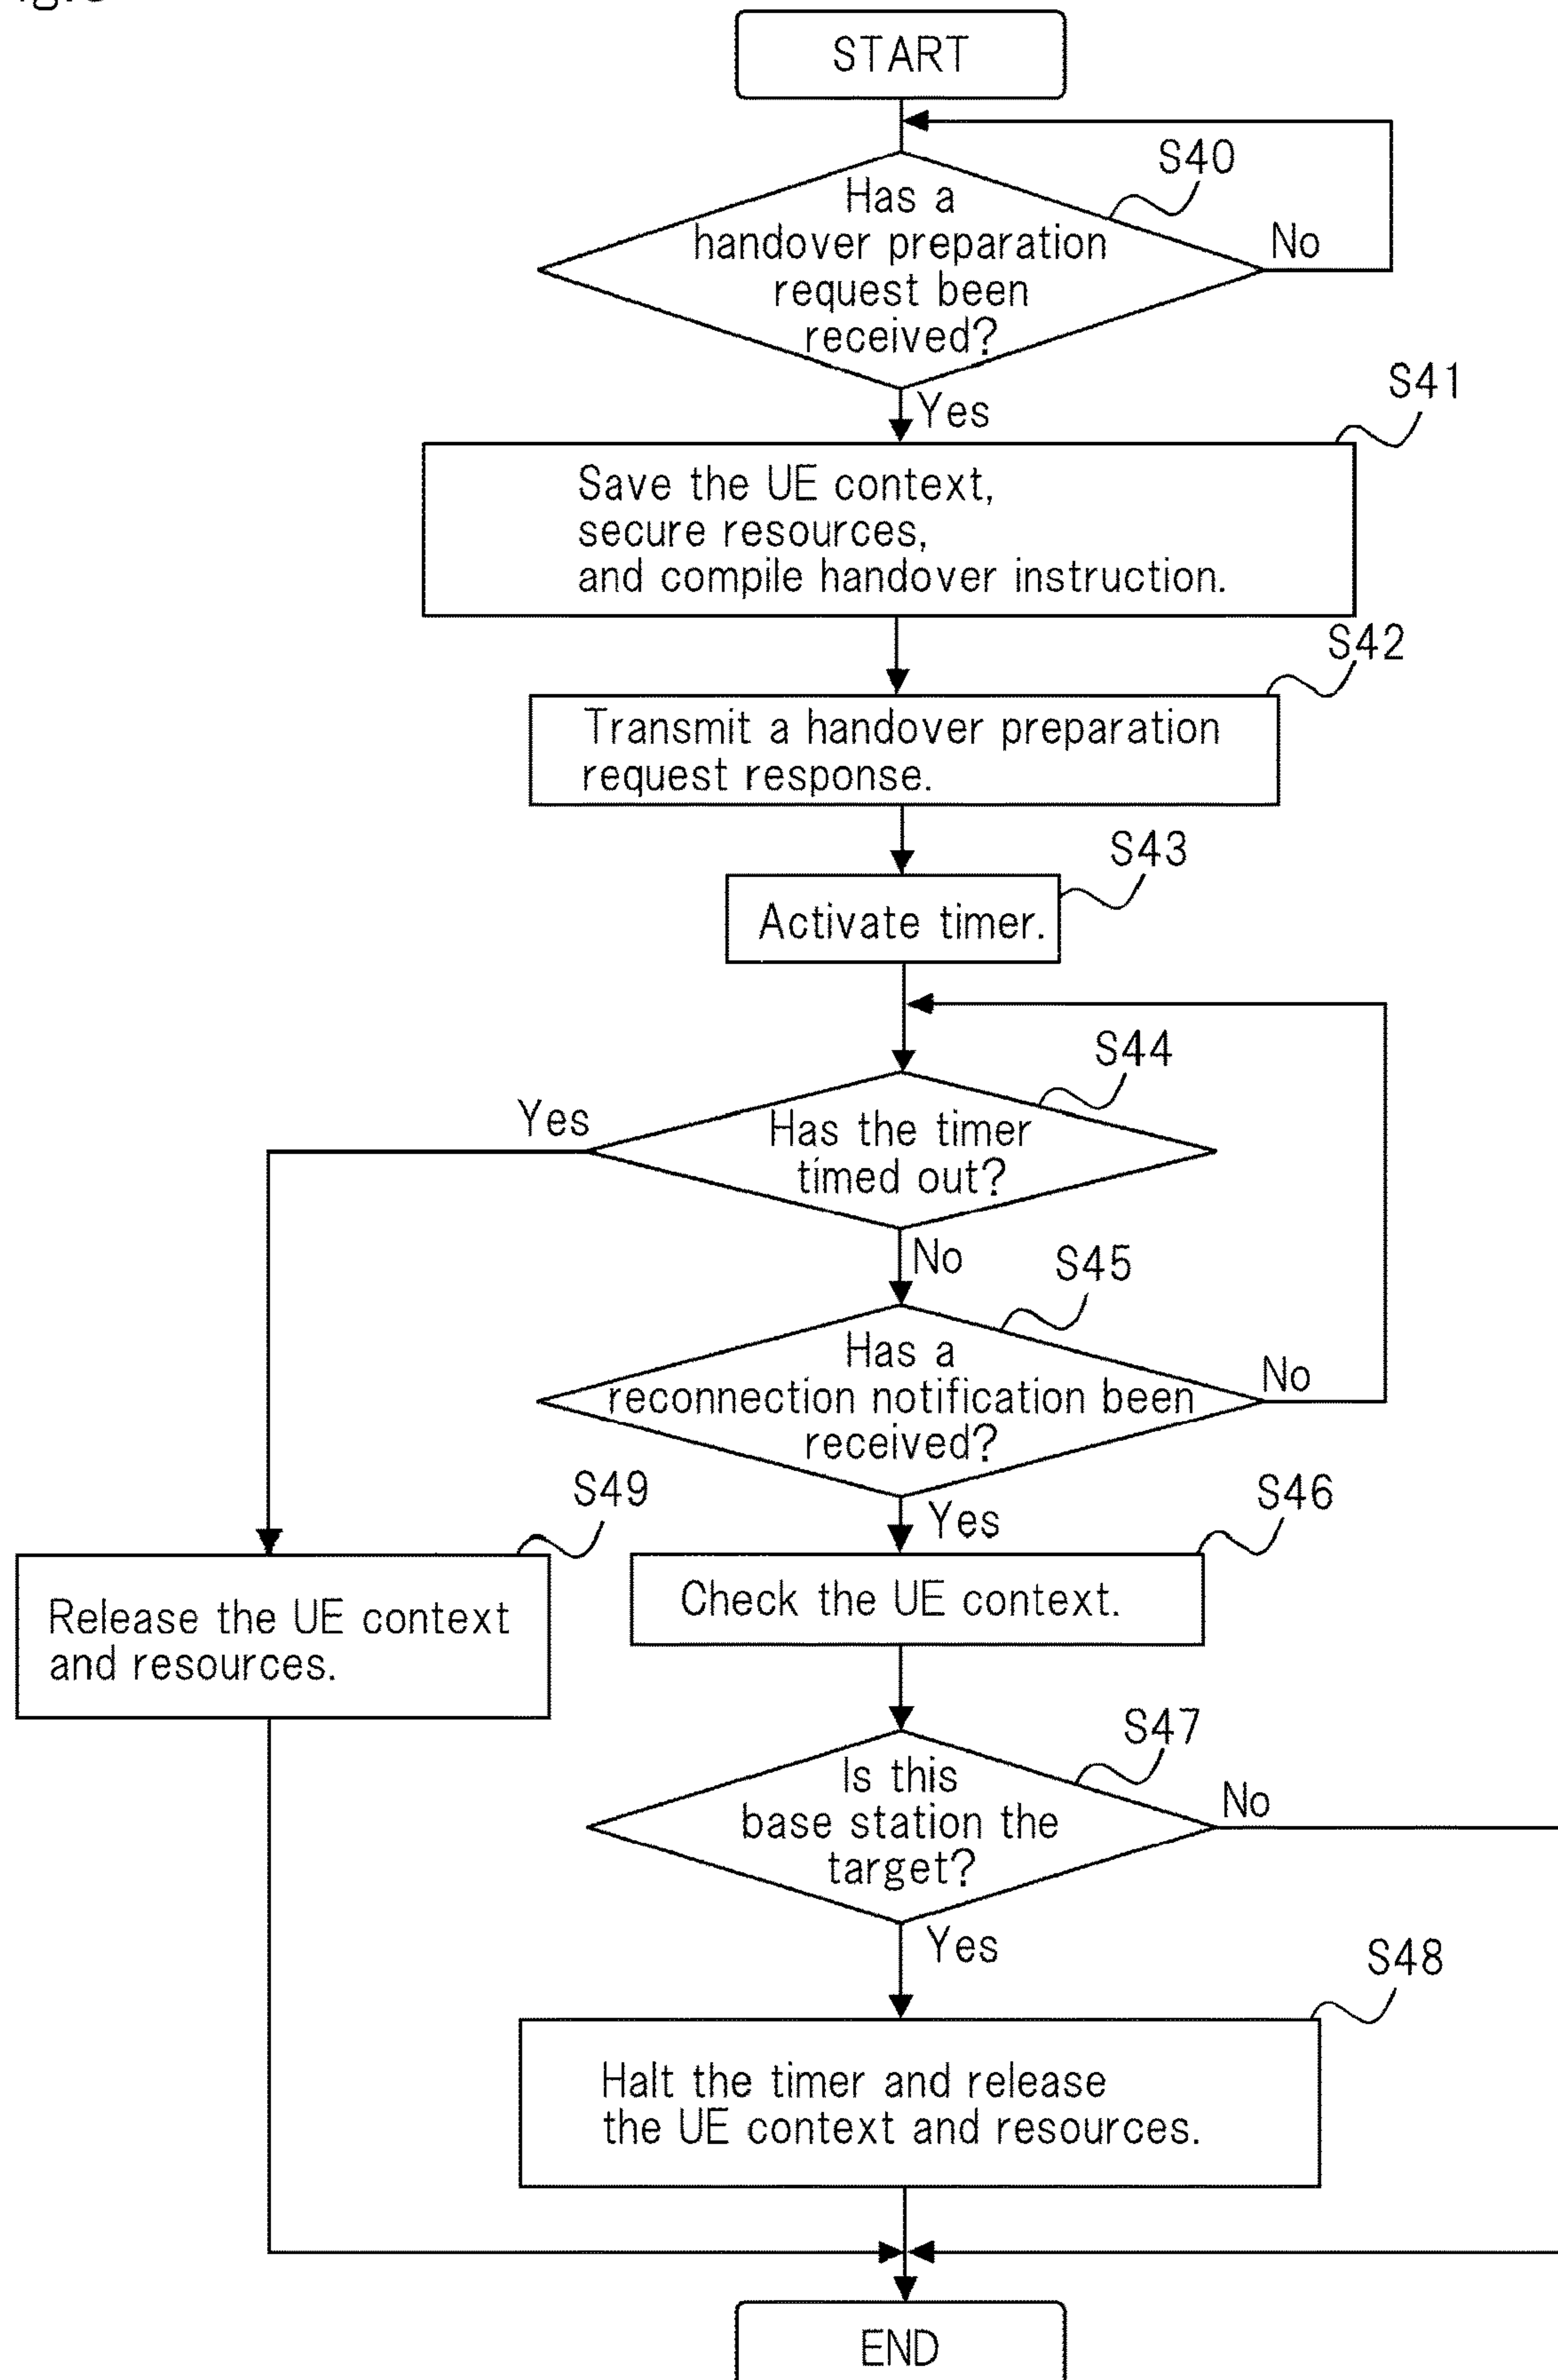 START
S40
Has a
handover preparation
request been
received?
No
Yes
S41
Save the UE context,
secure resources,
and compile handover instruction.
S42
Transmit a handover preparation
request response.
S43
Activate timer.
S44
Yes
Has the timer
timed out?
No
S45
Has a
reconnection notification been
received?
No
Yes
S49
S46
Release the UE context
and resources.
Check the UE context.
S47
Is this
base station the
target?
No
Yes
S48
Halt the timer and release
the UE context and resources.
END